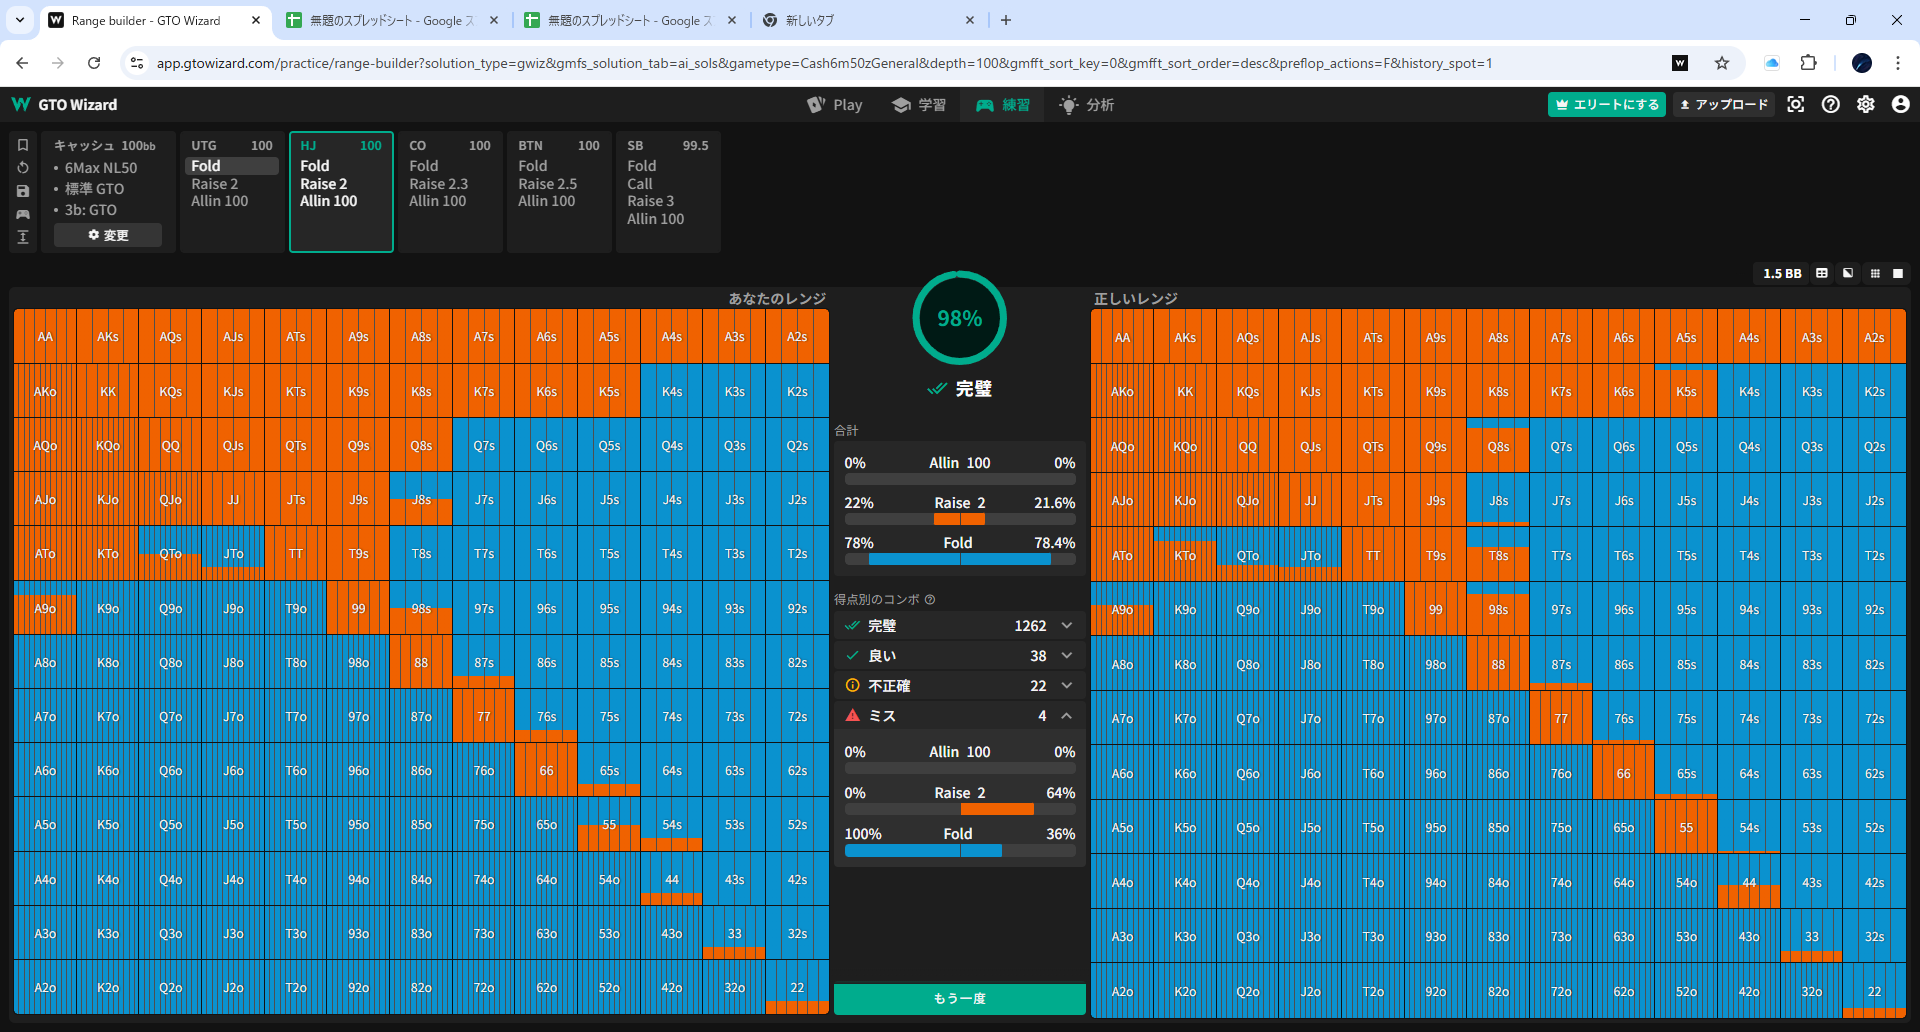 Range builder - GTO Wizard
無題のスプレッドシート - Google ス
無題のスプレッドシート - Google ス
新しいタブ
app.gtowizard.com/practice/range-builder?solution_type=gwiz&gmfs_solution_tab=ai_sols&gametype=Cash6m50zGeneral&depth=100&gmfft_sort_key=0&gmfft_sort_order=desc&preflop_actions=F&history_spot=1
GTO Wizard
Play
学習
練習
分析
エリートにする
アップロード
キャッシュ 100bb
• 6Max NL50
• 標準 GTO
• 3b: GTO
変更
UTG 100
Fold
Raise 2
Allin 100
HJ 100
Fold
Raise 2
Allin 100
CO 100
Fold
Raise 2.3
Allin 100
BTN 100
Fold
Raise 2.5
Allin 100
SB 99.5
Fold
Call
Raise 3
Allin 100
1.5 BB
あなたのレンジ
AA AKs AQs AJs ATs A9s A8s A7s A6s A5s A4s A3s A2s
AKo KK KQs KJs KTs K9s K8s K7s K6s K5s K4s K3s K2s
AQo KQo QQ QJs QTs Q9s Q8s Q7s Q6s Q5s Q4s Q3s Q2s
AJo KJo QJo JJ JTs J9s J8s J7s J6s J5s J4s J3s J2s
ATo KTo QTo JTo TT T9s T8s T7s T6s T5s T4s T3s T2s
A9o K9o Q9o J9o T9o 99 98s 97s 96s 95s 94s 93s 92s
A8o K8o Q8o J8o T8o 98o 88 87s 86s 85s 84s 83s 82s
A7o K7o Q7o J7o T7o 97o 87o 77 76s 75s 74s 73s 72s
A6o K6o Q6o J6o T6o 96o 86o 76o 66 65s 64s 63s 62s
A5o K5o Q5o J5o T5o 95o 85o 75o 65o 55 54s 53s 52s
A4o K4o Q4o J4o T4o 94o 84o 74o 64o 54o 44 43s 42s
A3o K3o Q3o J3o T3o 93o 83o 73o 63o 53o 43o 33 32s
A2o K2o Q2o J2o T2o 92o 82o 72o 62o 52o 42o 32o 22
98%
完璧
合計
0% Allin 100 0%
22% Raise 2 21.6%
78% Fold 78.4%
得点別のコンボ
完璧 1262
良い 38
不正確 22
ミス 4
0% Allin 100 0%
0% Raise 2 64%
100% Fold 36%
もう一度
正しいレンジ
AA AKs AQs AJs ATs A9s A8s A7s A6s A5s A4s A3s A2s
AKo KK KQs KJs KTs K9s K8s K7s K6s K5s K4s K3s K2s
AQo KQo QQ QJs QTs Q9s Q8s Q7s Q6s Q5s Q4s Q3s Q2s
AJo KJo QJo JJ JTs J9s J8s J7s J6s J5s J4s J3s J2s
ATo KTo QTo JTo TT T9s T8s T7s T6s T5s T4s T3s T2s
A9o K9o Q9o J9o T9o 99 98s 97s 96s 95s 94s 93s 92s
A8o K8o Q8o J8o T8o 98o 88 87s 86s 85s 84s 83s 82s
A7o K7o Q7o J7o T7o 97o 87o 77 76s 75s 74s 73s 72s
A6o K6o Q6o J6o T6o 96o 86o 76o 66 65s 64s 63s 62s
A5o K5o Q5o J5o T5o 95o 85o 75o 65o 55 54s 53s 52s
A4o K4o Q4o J4o T4o 94o 84o 74o 64o 54o 44 43s 42s
A3o K3o Q3o J3o T3o 93o 83o 73o 63o 53o 43o 33 32s
A2o K2o Q2o J2o T2o 92o 82o 72o 62o 52o 42o 32o 22